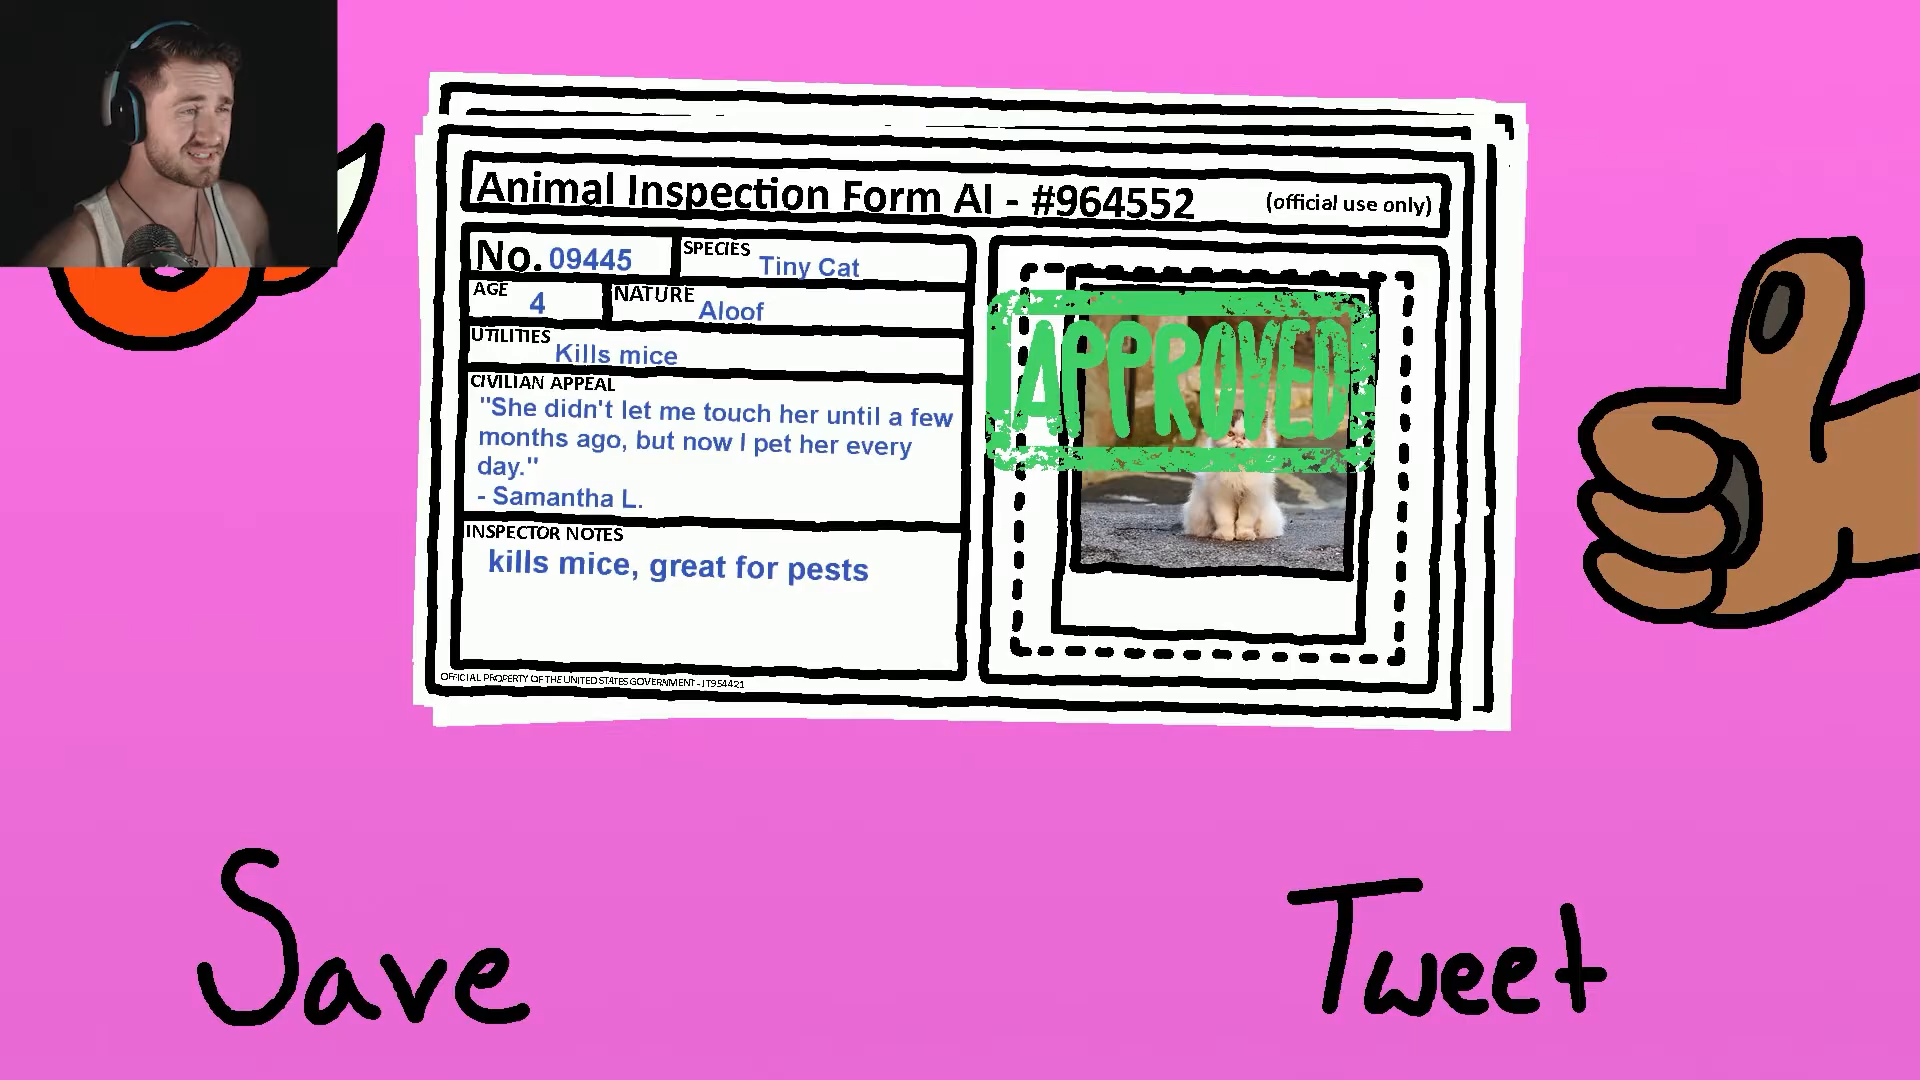 Animal Inspection Form AI - #964552 (official use only)
No. 09445 SPECIES Tiny Cat
AGE 4 NATURE Aloof
UTILITIES Kills mice
CIVILIAN APPEAL
"She didn't let me touch her until a few
months ago, but now I pet her every
day."
- Samantha L.
INSPECTOR NOTES
kills mice, great for pests
OFFICIAL PROPERTY OF THE UNITED STATES GOVERNMENT - JT954421
APPROVED
Save
Tweet